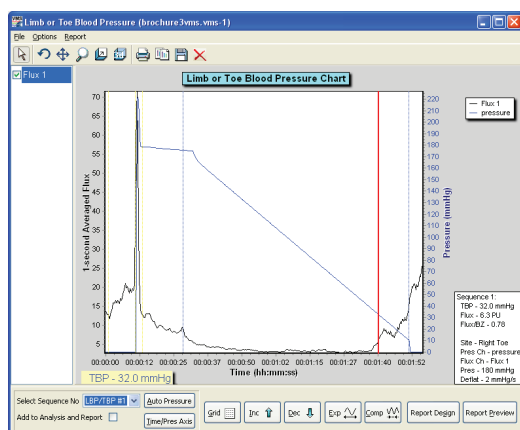 Limb or Toe Blood Pressure (brochure3vms.vms-1)
File Options Report
Flux 1
Limb or Toe Blood Pressure Chart
Flux 1
pressure
1-second Averaged Flux
70
65
60
55
50
45
40
35
30
25
20
15
10
5
Pressure (mmHg)
220
210
200
190
180
170
160
150
140
130
120
110
100
90
80
70
60
50
40
30
20
10
0
00:00:00 00:00:12 00:00:25 00:00:37 00:00:50 00:01:02 00:01:15 00:01:27 00:01:40 00:01:52
Time (hh:mm:ss)
TBP - 32.0 mmHg
Sequence 1:
TBP - 32.0 mmHg
Flux - 6.3 PU
Flux/BZ - 0.78
Site - Right Toe
Pres Ch - pressure
Flux Ch - Flux 1
Pres - 180 mmHg
Deflat - 2 mmHg/s
Select Sequence No LBP/TBP #1 Auto Pressure
Add to Analysis and Report Time/Pres Axis
Grid Inc Dec Exp Comp Report Design Report Preview